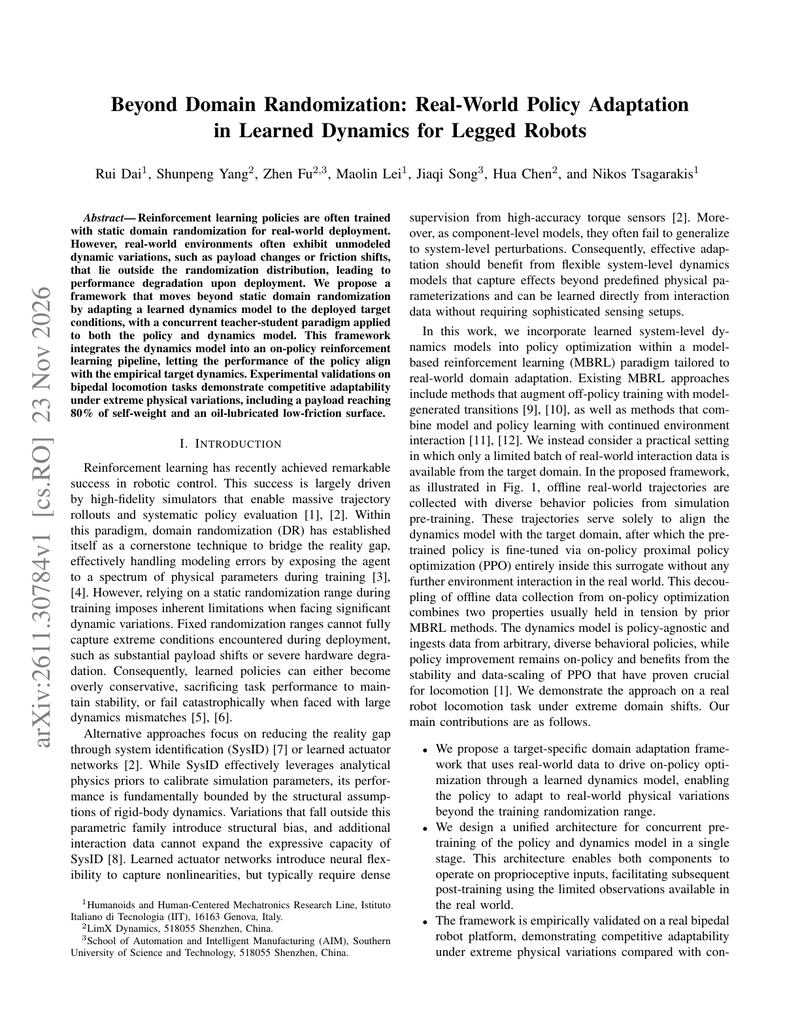 Beyond Domain Randomization: Real-World Policy Adaptation
in Learned Dynamics for Legged Robots
Rui Dai1, Shunpeng Yang2, Zhen Fu2,3, Maolin Lei1, Jiaqi Song3, Hua Chen2, and Nikos Tsagarakis1
arXiv:2611.30784v1 [cs.RO] 23 Nov 2026
Abstract—Reinforcement learning policies are often trained
with static domain randomization for real-world deployment.
However, real-world environments often exhibit unmodeled
dynamic variations, such as payload changes or friction shifts,
that lie outside the randomization distribution, leading to
performance degradation upon deployment. We propose a
framework that moves beyond static domain randomization
by adapting a learned dynamics model to the deployed target
conditions, with a concurrent teacher-student paradigm applied
to both the policy and dynamics model. This framework
integrates the dynamics model into an on-policy reinforcement
learning pipeline, letting the performance of the policy align
with the empirical target dynamics. Experimental validations on
bipedal locomotion tasks demonstrate competitive adaptability
under extreme physical variations, including a payload reaching
80% of self-weight and an oil-lubricated low-friction surface.
I. INTRODUCTION
Reinforcement learning has recently achieved remarkable
success in robotic control. This success is largely driven
by high-fidelity simulators that enable massive trajectory
rollouts and systematic policy evaluation [1], [2]. Within
this paradigm, domain randomization (DR) has established
itself as a cornerstone technique to bridge the reality gap,
effectively handling modeling errors by exposing the agent
to a spectrum of physical parameters during training [3],
[4]. However, relying on a static randomization range during
training imposes inherent limitations when facing significant
dynamic variations. Fixed randomization ranges cannot fully
capture extreme conditions encountered during deployment,
such as substantial payload shifts or severe hardware degra-
dation. Consequently, learned policies can either become
overly conservative, sacrificing task performance to main-
tain stability, or fail catastrophically when faced with large
dynamics mismatches [5], [6].
Alternative approaches focus on reducing the reality gap
through system identification (SysID) [7] or learned actuator
networks [2]. While SysID effectively leverages analytical
physics priors to calibrate simulation parameters, its perfor-
mance is fundamentally bounded by the structural assump-
tions of rigid-body dynamics. Variations that fall outside this
parametric family introduce structural bias, and additional
interaction data cannot expand the expressive capacity of
SysID [8]. Learned actuator networks introduce neural flex-
ibility to capture nonlinearities, but typically require dense
1Humanoids and Human-Centered Mechatronics Research Line, Istituto
Italiano di Tecnologia (IIT), 16163 Genova, Italy.
2LimX Dynamics, 518055 Shenzhen, China.
3School of Automation and Intelligent Manufacturing (AIM), Southern
University of Science and Technology, 518055 Shenzhen, China.
supervision from high-accuracy torque sensors [2]. More-
over, as component-level models, they often fail to generalize
to system-level perturbations. Consequently, effective adap-
tation should benefit from flexible system-level dynamics
models that capture effects beyond predefined physical pa-
rameterizations and can be learned directly from interaction
data without requiring sophisticated sensing setups.
In this work, we incorporate learned system-level dy-
namics models into policy optimization within a model-
based reinforcement learning (MBRL) paradigm tailored to
real-world domain adaptation. Existing MBRL approaches
include methods that augment off-policy training with model-
generated transitions [9], [10], as well as methods that com-
bine model and policy learning with continued environment
interaction [11], [12]. We instead consider a practical setting
in which only a limited batch of real-world interaction data is
available from the target domain. In the proposed framework,
as illustrated in Fig. 1, offline real-world trajectories are
collected with diverse behavior policies from simulation
pre-training. These trajectories serve solely to align the
dynamics model with the target domain, after which the pre-
trained policy is fine-tuned via on-policy proximal policy
optimization (PPO) entirely inside this surrogate without any
further environment interaction in the real world. This decou-
pling of offline data collection from on-policy optimization
combines two properties usually held in tension by prior
MBRL methods. The dynamics model is policy-agnostic and
ingests data from arbitrary, diverse behavioral policies, while
policy improvement remains on-policy and benefits from the
stability and data-scaling of PPO that have proven crucial
for locomotion [1]. We demonstrate the approach on a real
robot locomotion task under extreme domain shifts. Our
main contributions are as follows.
• We propose a target-specific domain adaptation frame-
work that uses real-world data to drive on-policy opti-
mization through a learned dynamics model, enabling
the policy to adapt to real-world physical variations
beyond the training randomization range.
• We design a unified architecture for concurrent pre-
training of the policy and dynamics model in a single
stage. This architecture enables both components to
operate on proprioceptive inputs, facilitating subsequent
post-training using the limited observations available in
the real world.
• The framework is empirically validated on a real bipedal
robot platform, demonstrating competitive adaptability
under extreme physical variations compared with con-